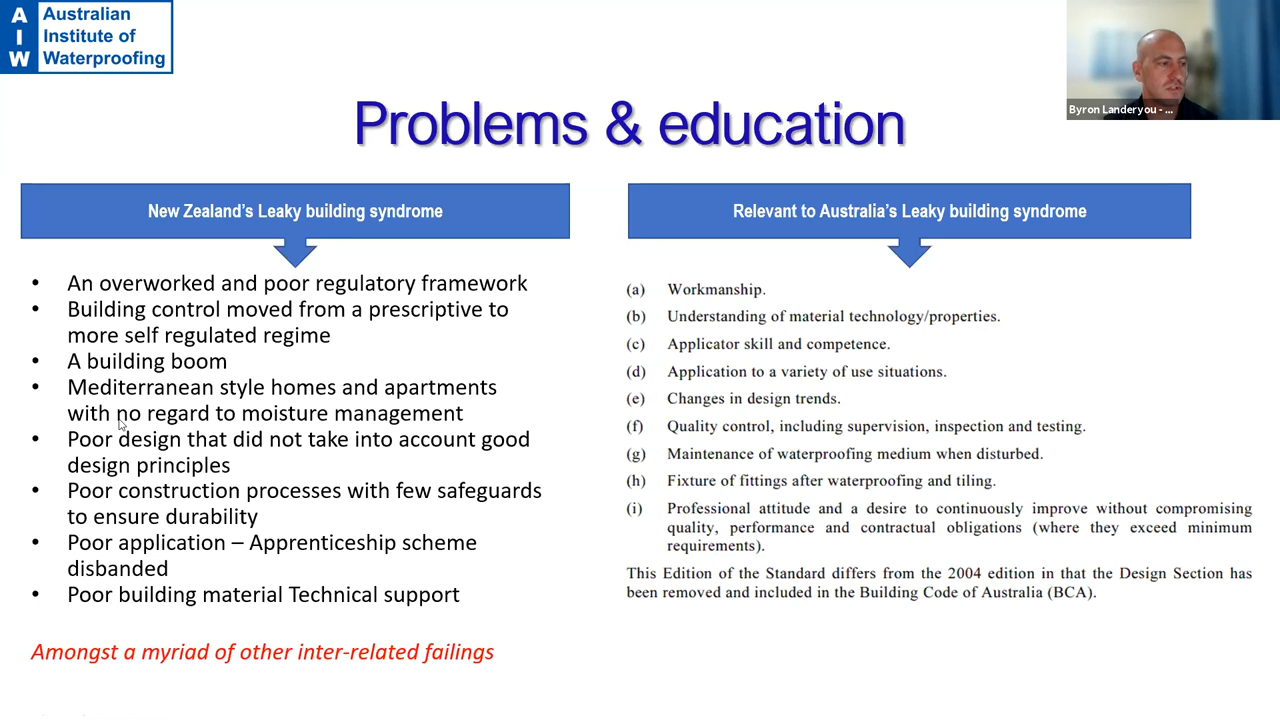 A Australian
I Institute of
W Waterproofing
Byron Landeryou - ...
Problems & education
New Zealand's Leaky building syndrome
• An overworked and poor regulatory framework
• Building control moved from a prescriptive to
more self regulated regime
• A building boom
• Mediterranean style homes and apartments
with no regard to moisture management
• Poor design that did not take into account good
design principles
• Poor construction processes with few safeguards
to ensure durability
• Poor application – Apprenticeship scheme
disbanded
• Poor building material Technical support
Amongst a myriad of other inter-related failings
Relevant to Australia's Leaky building syndrome
(a) Workmanship.
(b) Understanding of material technology/properties.
(c) Applicator skill and competence.
(d) Application to a variety of use situations.
(e) Changes in design trends.
(f) Quality control, including supervision, inspection and testing.
(g) Maintenance of waterproofing medium when disturbed.
(h) Fixture of fittings after waterproofing and tiling.
(i) Professional attitude and a desire to continuously improve without compromising
quality, performance and contractual obligations (where they exceed minimum
requirements).
This Edition of the Standard differs from the 2004 edition in that the Design Section has
been removed and included in the Building Code of Australia (BCA).